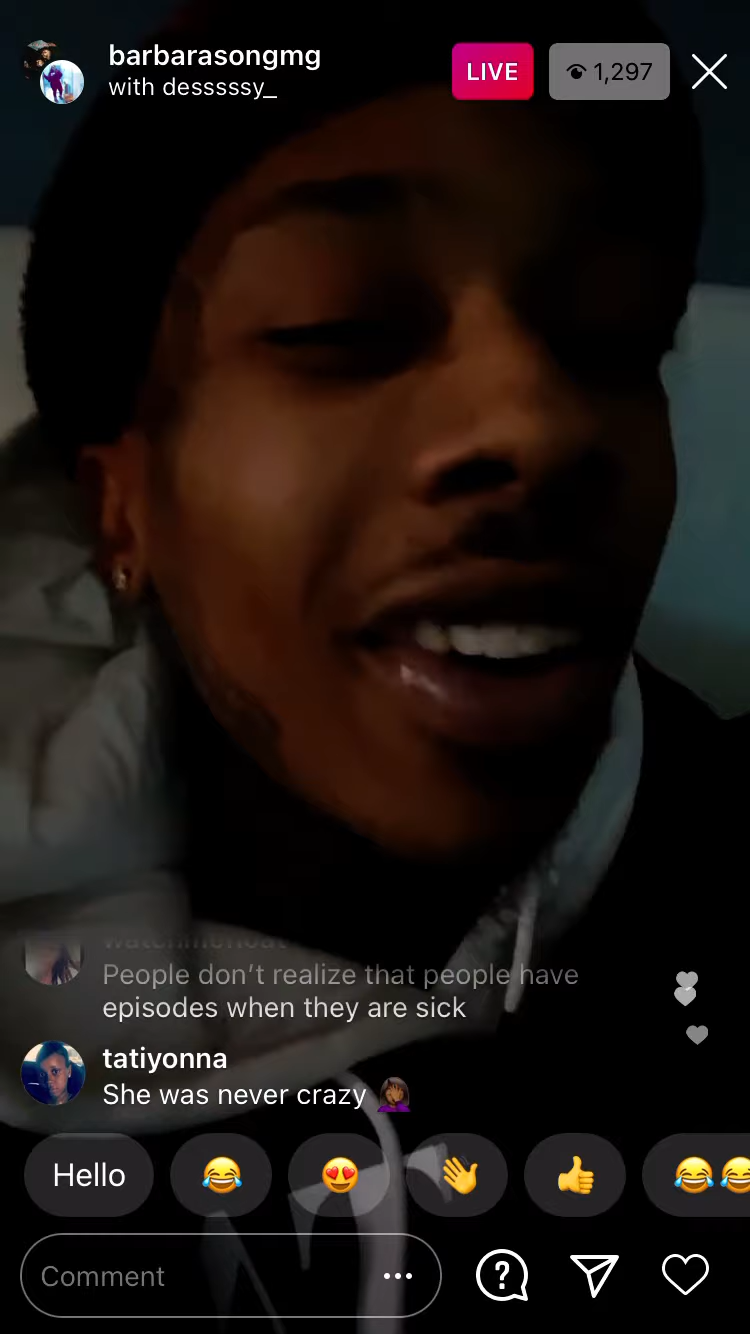 barbarasongmg
with desssssy_
LIVE
1,297
People don't realize that people have
episodes when they are sick
tatiyonna
She was never crazy 🤦🏾‍♀️
Hello
Comment